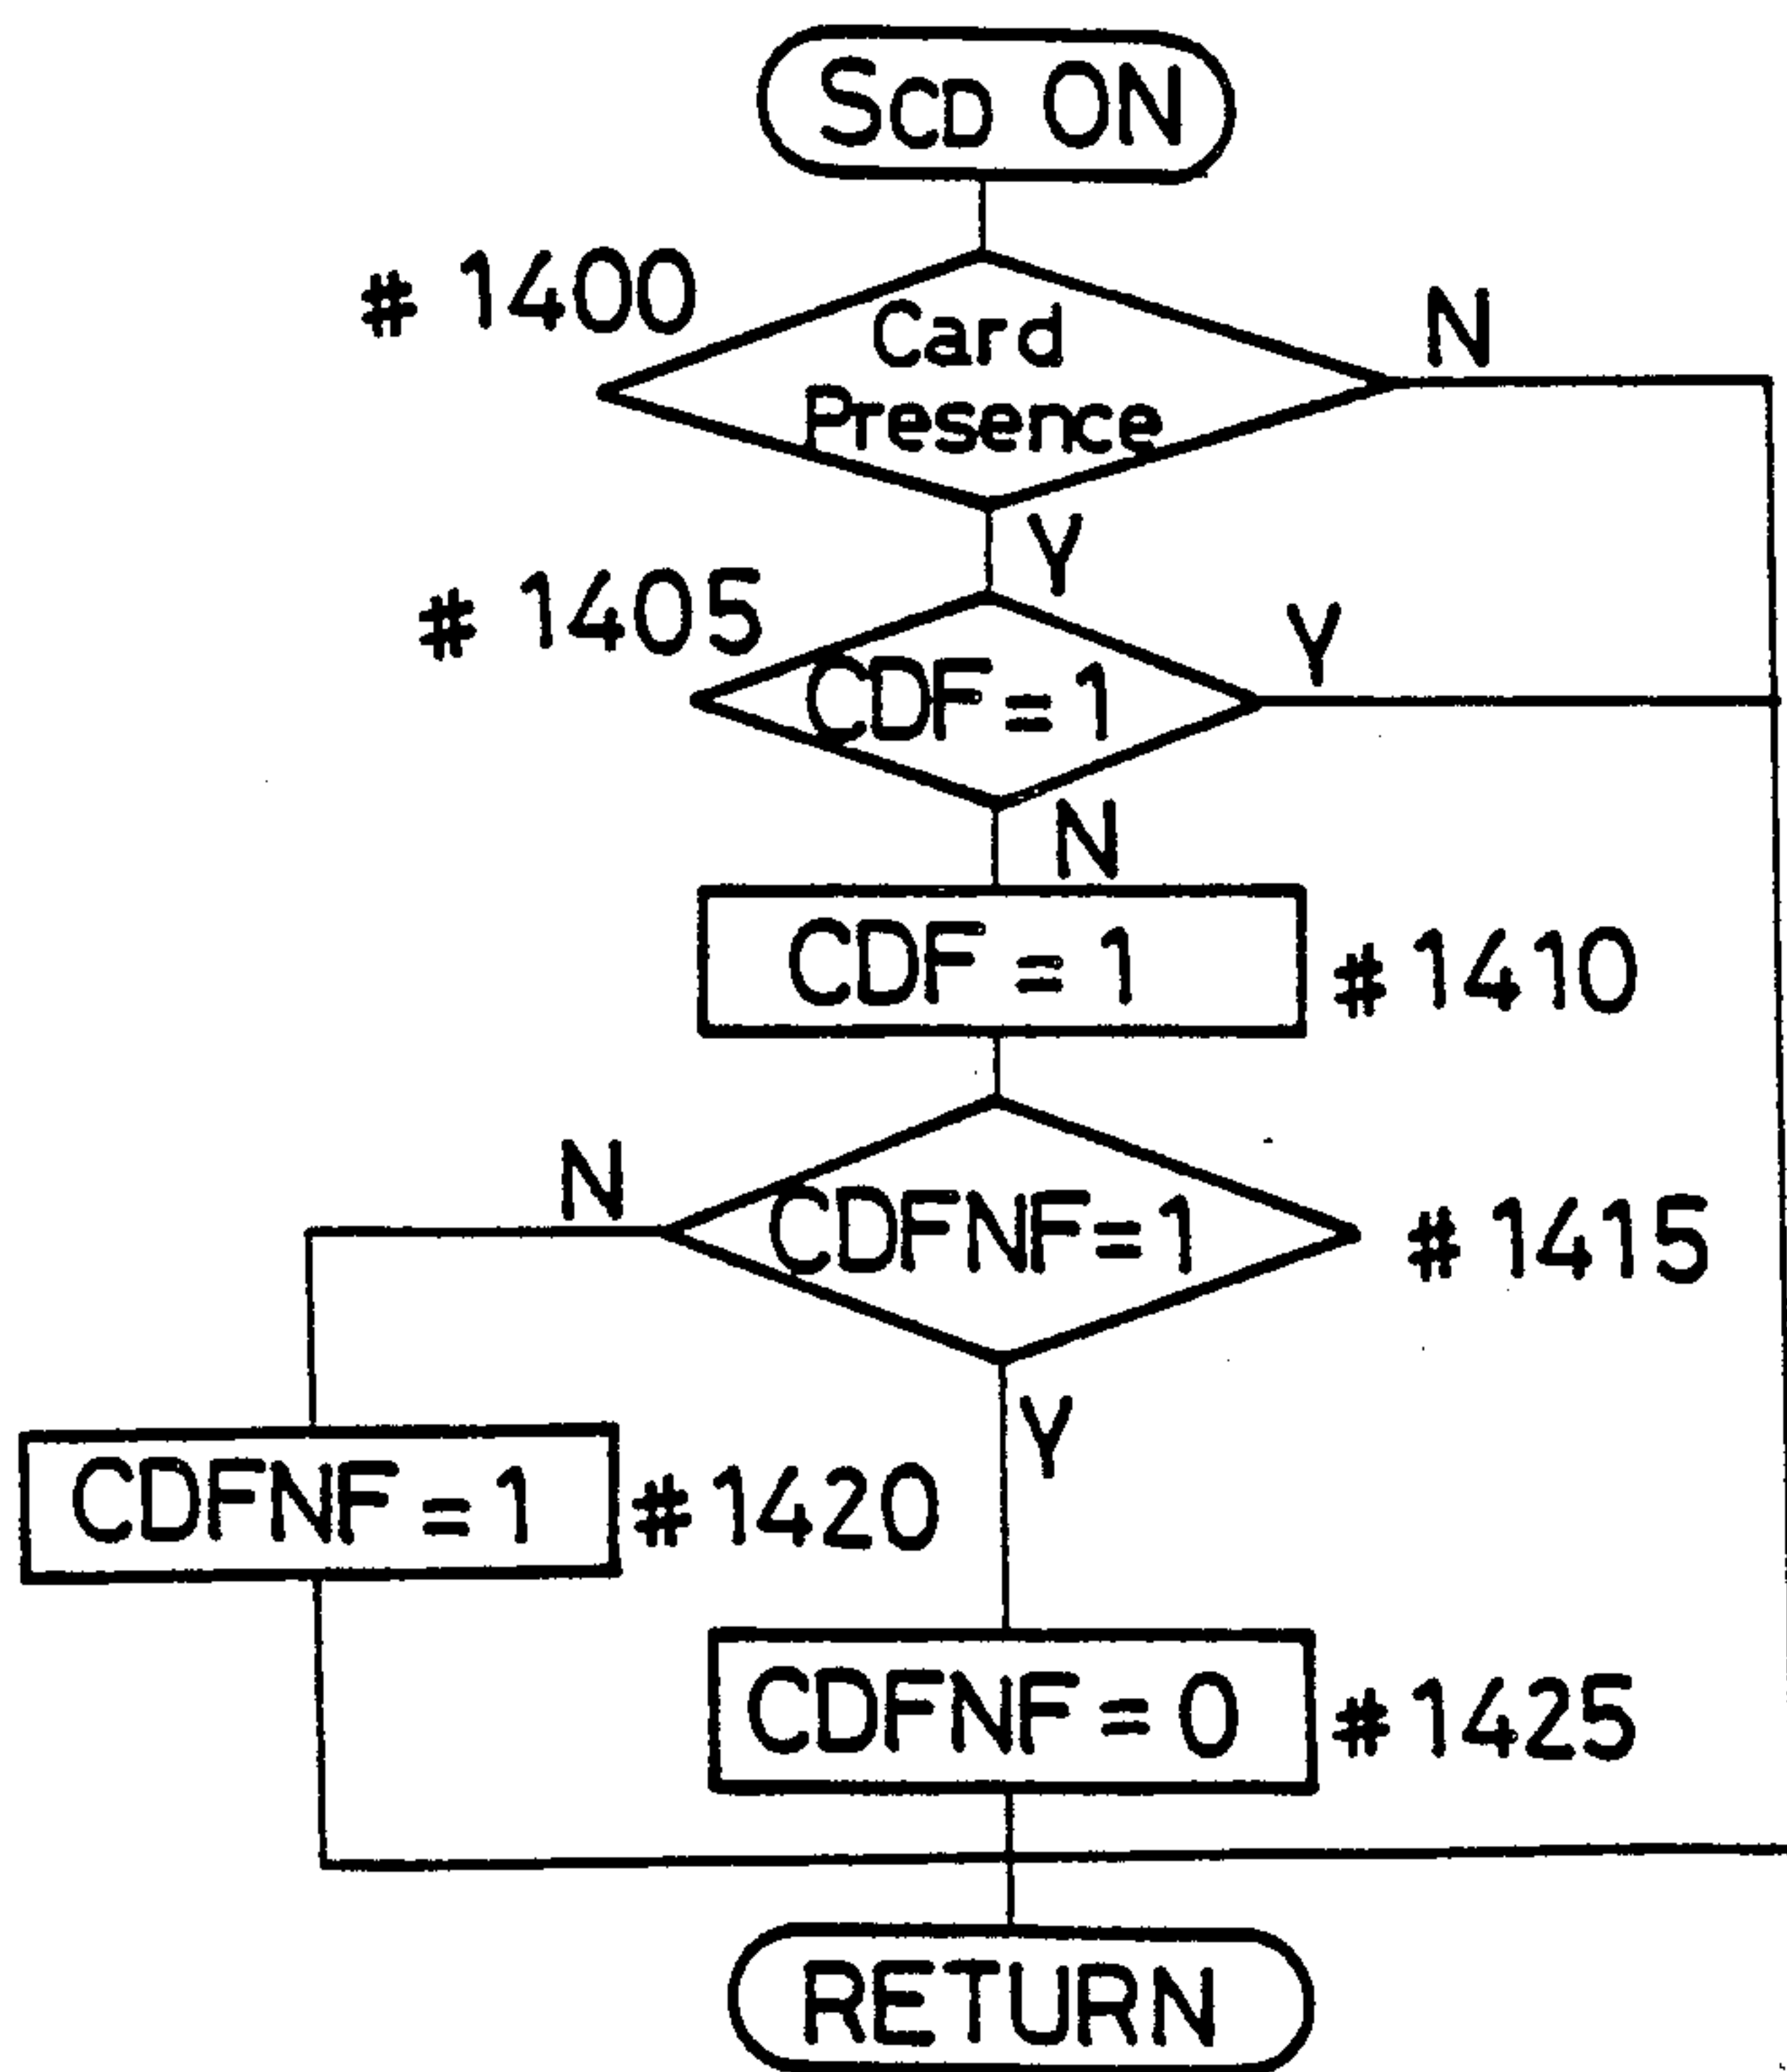 SCD ON
# 1400
Card
Presence
N
Y
# 1405
CDF=1
Y
N
CDF = 1
# 1410
N
CDFNF=1
# 1415
Y
CDFNF=1
# 1420
CDFNF=0
# 1425
RETURN